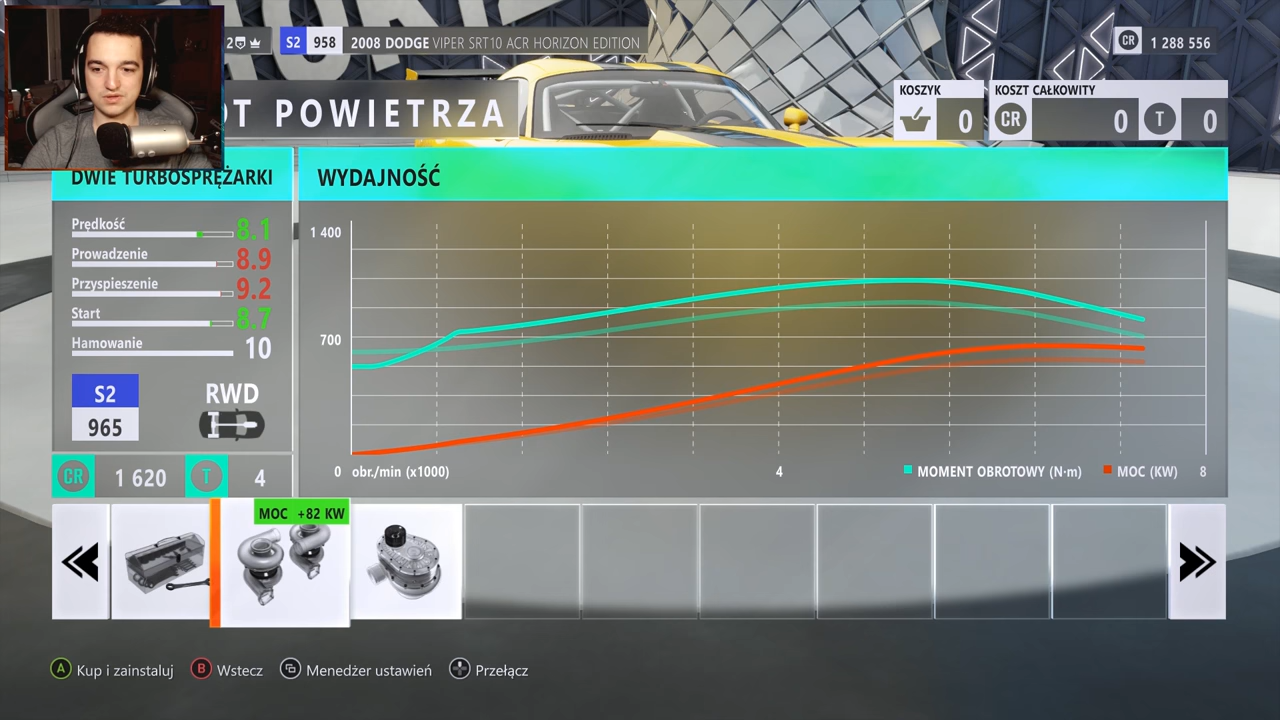 2
S2 958 2008 DODGE VIPER SRT10 ACR HORIZON EDITION
CR 1 288 556
OT POWIETRZA
KOSZYK
0
KOSZT CAŁKOWITY
CR 0 T 0
DWIE TURBOSPRĘŻARKI
Prędkość 8.1
Prowadzenie 8.9
Przyspieszenie 9.2
Start 8.7
Hamowanie 10
S2 965
RWD
CR 1 620 T 4
WYDAJNOŚĆ
1 400
700
0 obr./min (x1000) 4 MOMENT OBROTOWY (N·m) MOC (KW) 8
MOC +82 KW
A Kup i zainstaluj B Wstecz Menedżer ustawień Przełącz